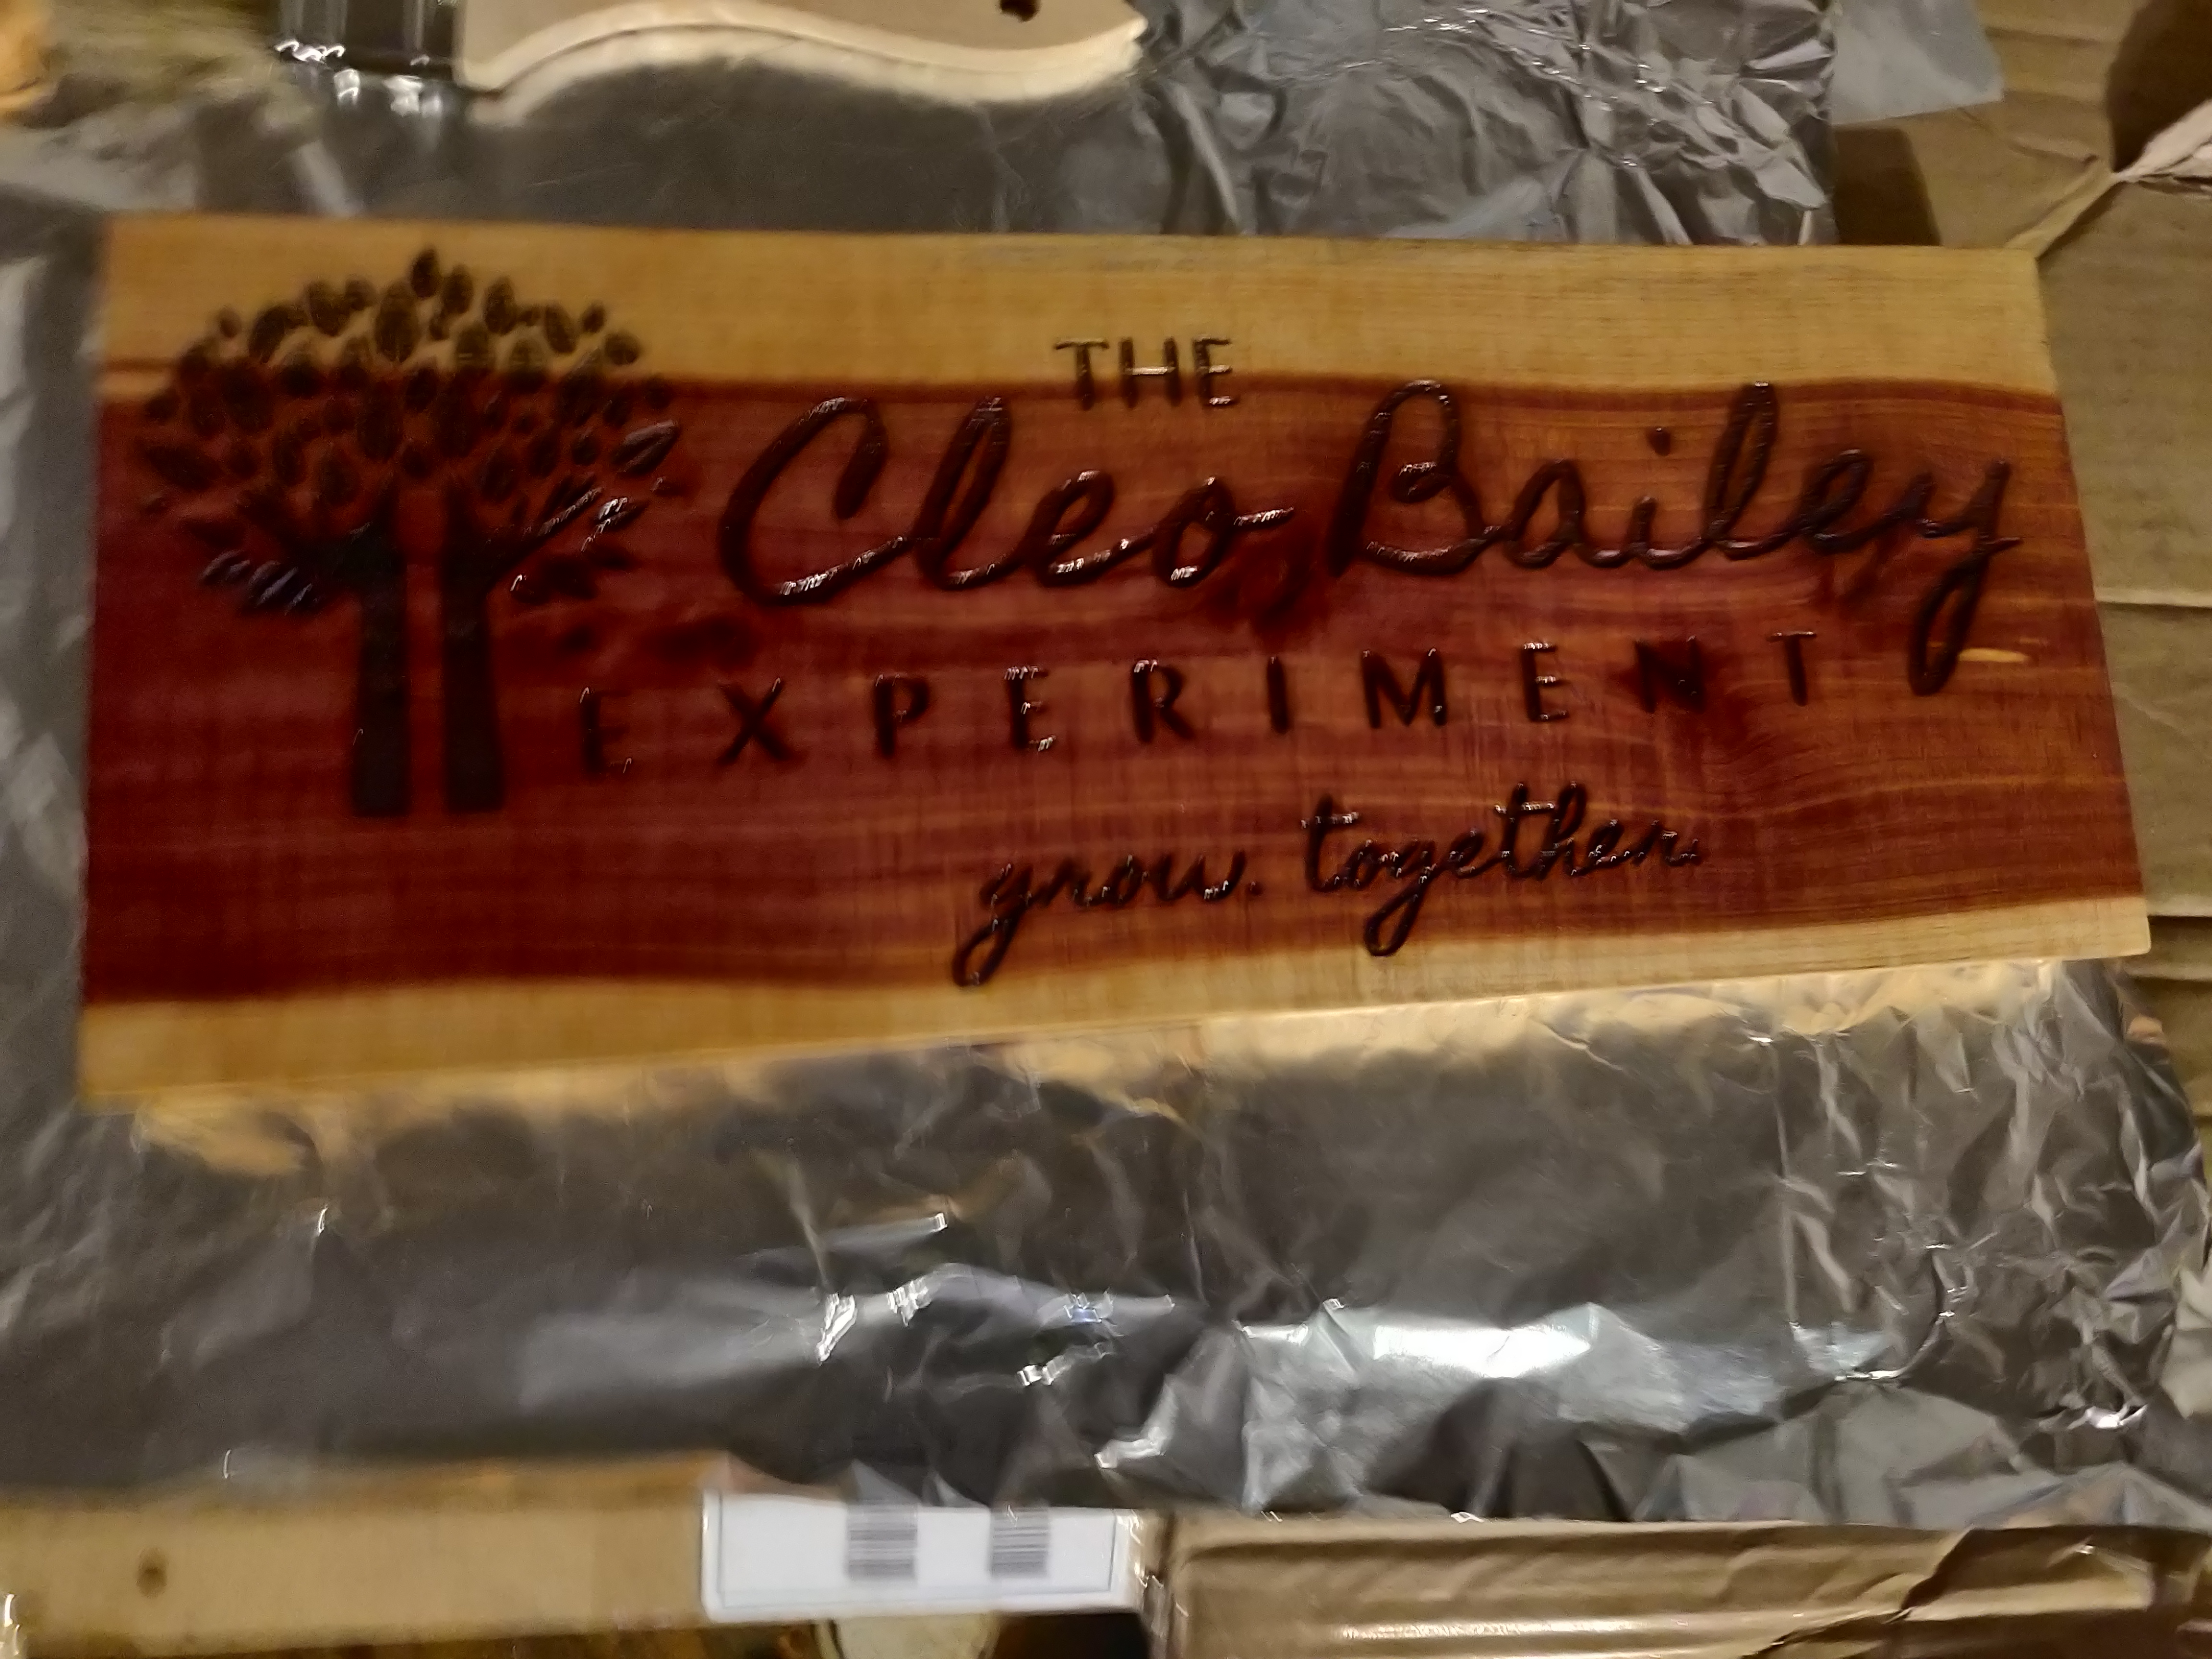 THE
Cleo Bailey
EXPERIMENT
grow. together.